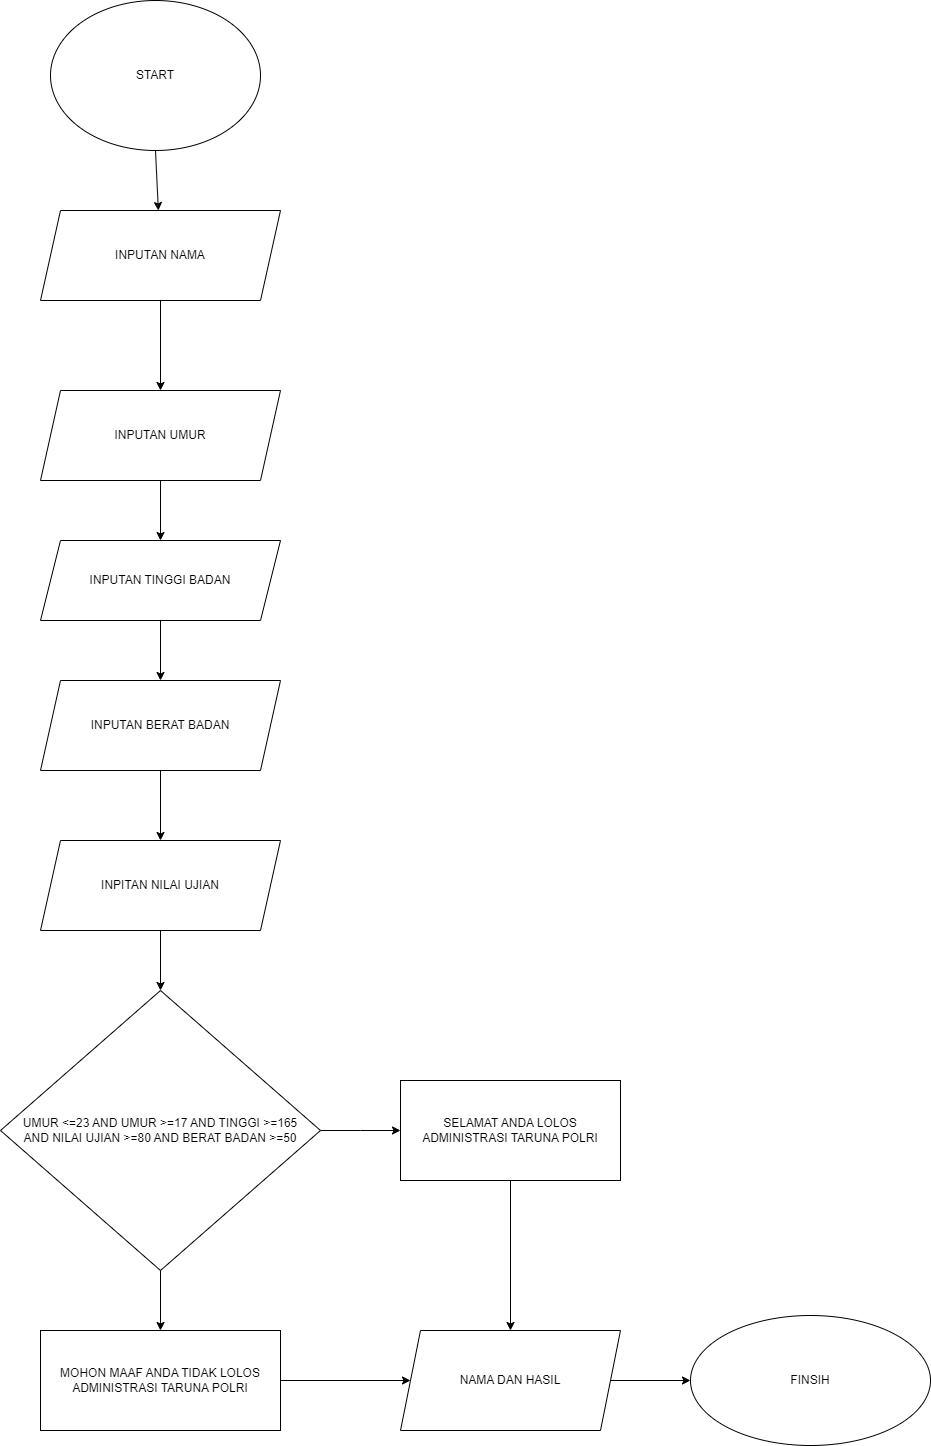 START
INPUTAN NAMA
INPUTAN UMUR
INPUTAN TINGGI BADAN
INPUTAN BERAT BADAN
INPITAN NILAI UJIAN
UMUR <=23 AND UMUR >=17 AND TINGGI >=165
AND NILAI UJIAN >=80 AND BERAT BADAN >=50
SELAMAT ANDA LOLOS
ADMINISTRASI TARUNA POLRI
MOHON MAAF ANDA TIDAK LOLOS
ADMINISTRASI TARUNA POLRI
NAMA DAN HASIL
FINSIH